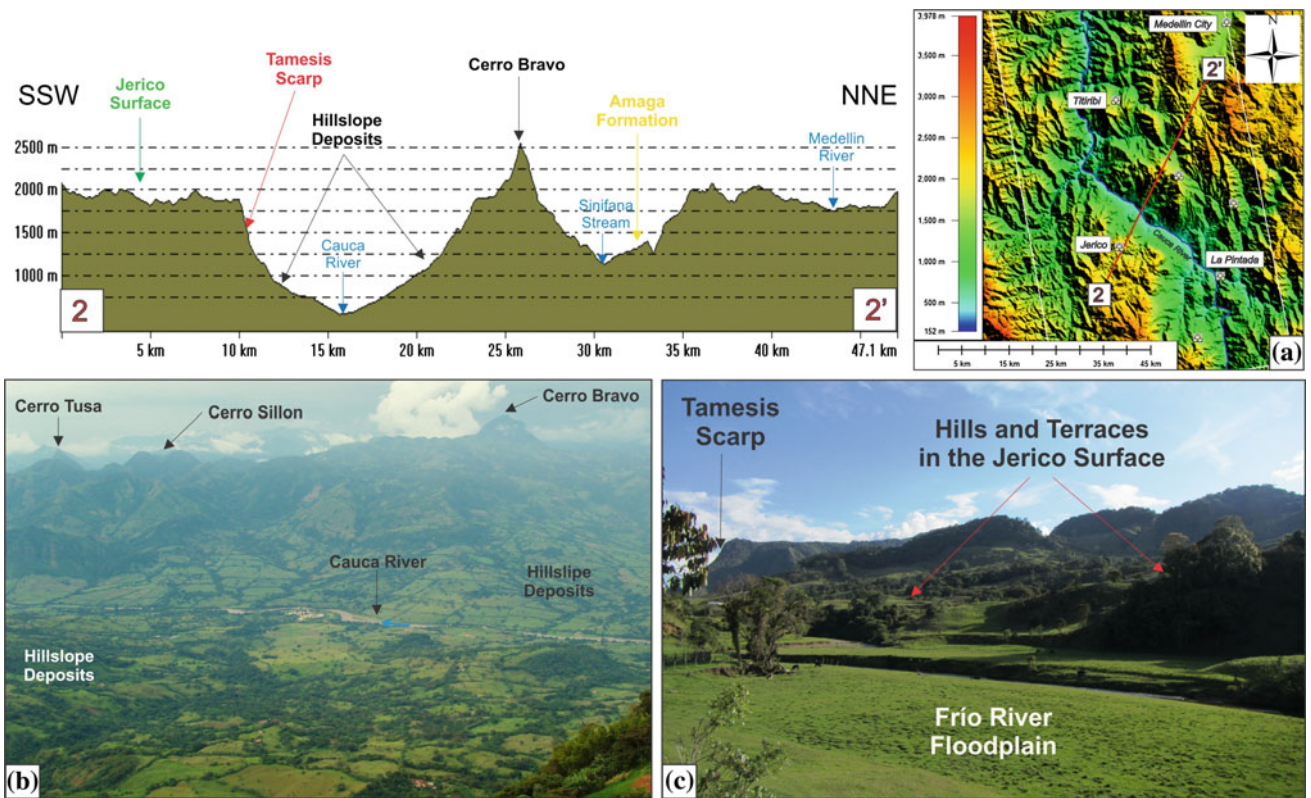 SSW
NNE
Jerico
Surface
Tamesis
Scarp
Hillslope
Deposits
Cerro Bravo
Amaga
Formation
Medellin
River
Sinifana
Stream
Cauca
River
2500 m
2000 m
1500 m
1000 m
2
2'
5 km
10 km
15 km
20 km
25 km
30 km
35 km
40 km
47.1 km
3,978 m
3,000 m
2,500 m
2,000 m
1,500 m
1,000 m
500 m
152 m
Medellin City
N
2'
Titiribi
Jerico
Cauca River
La Pintada
2
5 km
15 km
25 km
35 km
45 km
(a)
Cerro Tusa
Cerro Sillon
Cerro Bravo
Cauca River
Hillslipe
Deposits
Hillslope
Deposits
(b)
Tamesis
Scarp
Hills and Terraces
in the Jerico Surface
Frío River
Floodplain
(c)